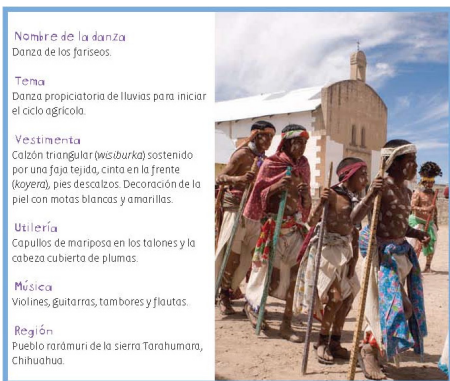 Nombre de la danza
Danza de los fariseos.
Tema
Danza propiciatoria de lluvias para iniciar
el ciclo agrícola.
Vestimenta
Calzón triangular (wisiburka) sostenido
por una faja tejida, cinta en la frente
(koyera), pies descalzos. Decoración de la
piel con motas blancas y amarillas.
Utilería
Capullos de mariposa en los talones y la
cabeza cubierta de plumas.
Música
Violines, guitarras, tambores y flautas.
Región
Pueblo rarámuri de la sierra Tarahumara,
Chihuahua.